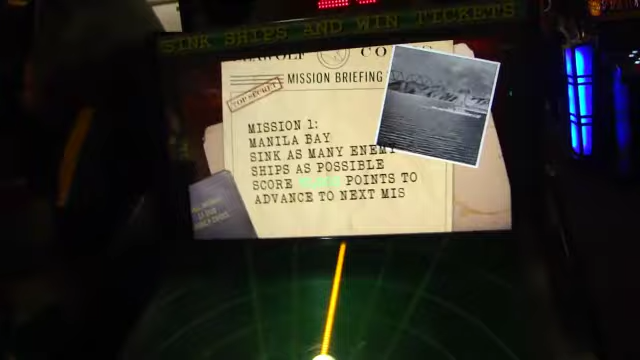 SINK SHIPS AND WIN TICKETS
MISSION BRIEFING
TOP SECRET
MISSION 1:
MANILA BAY
SINK AS MANY ENEMY
SHIPS AS POSSIBLE
SCORE POINTS TO
ADVANCE TO NEXT MIS